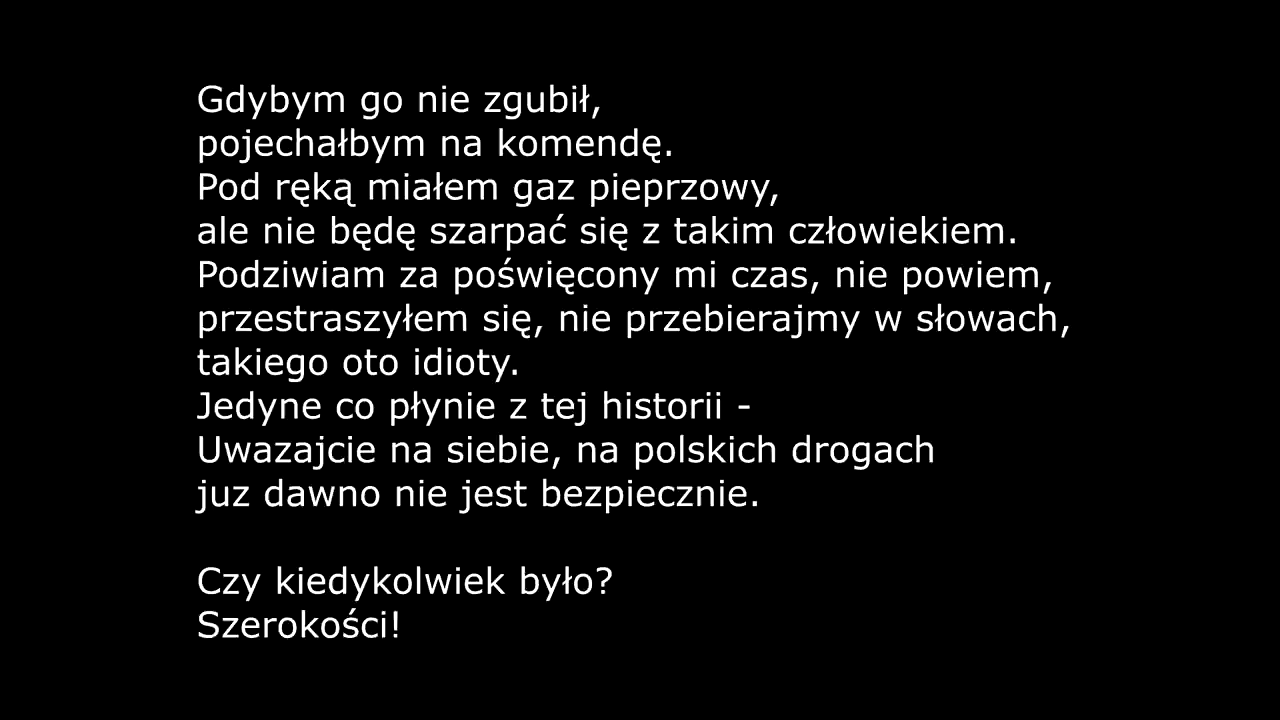 Gdybym go nie zgubił,
pojechałbym na komendę.
Pod ręką miałem gaz pieprzowy,
ale nie będę szarpać się z takim człowiekiem.
Podziwiam za poświęcony mi czas, nie powiem,
przestraszyłem się, nie przebierajmy w słowach,
takiego oto idioty.
Jedyne co płynie z tej historii -
Uwazajcie na siebie, na polskich drogach
juz dawno nie jest bezpiecznie.
Czy kiedykolwiek było?
Szerokości!